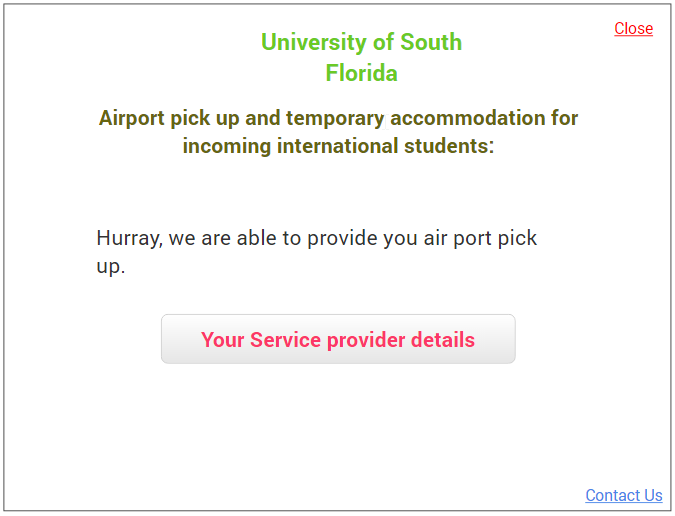 Close
University of South
Florida
Airport pick up and temporary accommodation for
incoming international students:
Hurray, we are able to provide you air port pick
up.
Your Service provider details
Contact Us